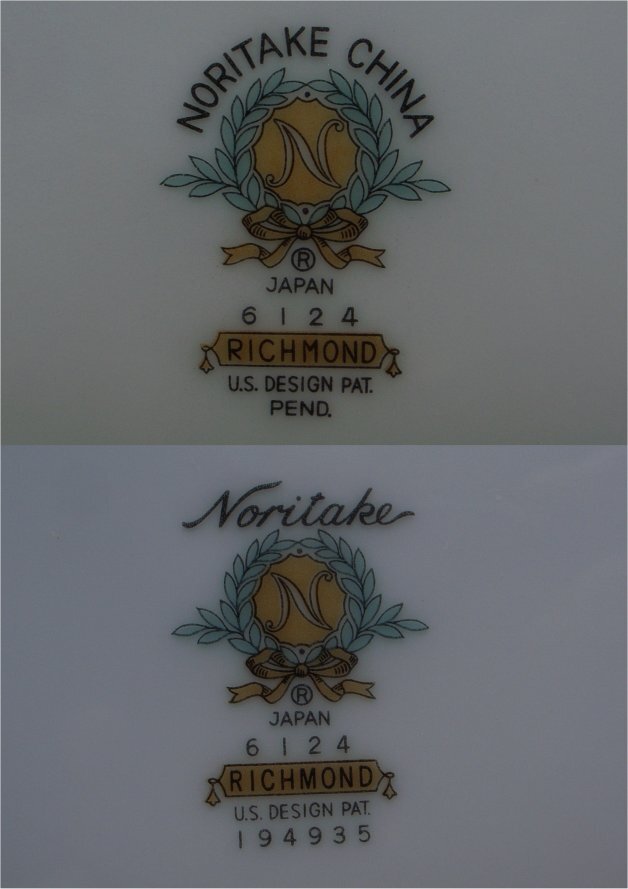 NORITAKE CHINA
N
®
JAPAN
6124
RICHMOND
U.S. DESIGN PAT.
PEND.
Noritake
N
®
JAPAN
6124
RICHMOND
U.S. DESIGN PAT.
194935